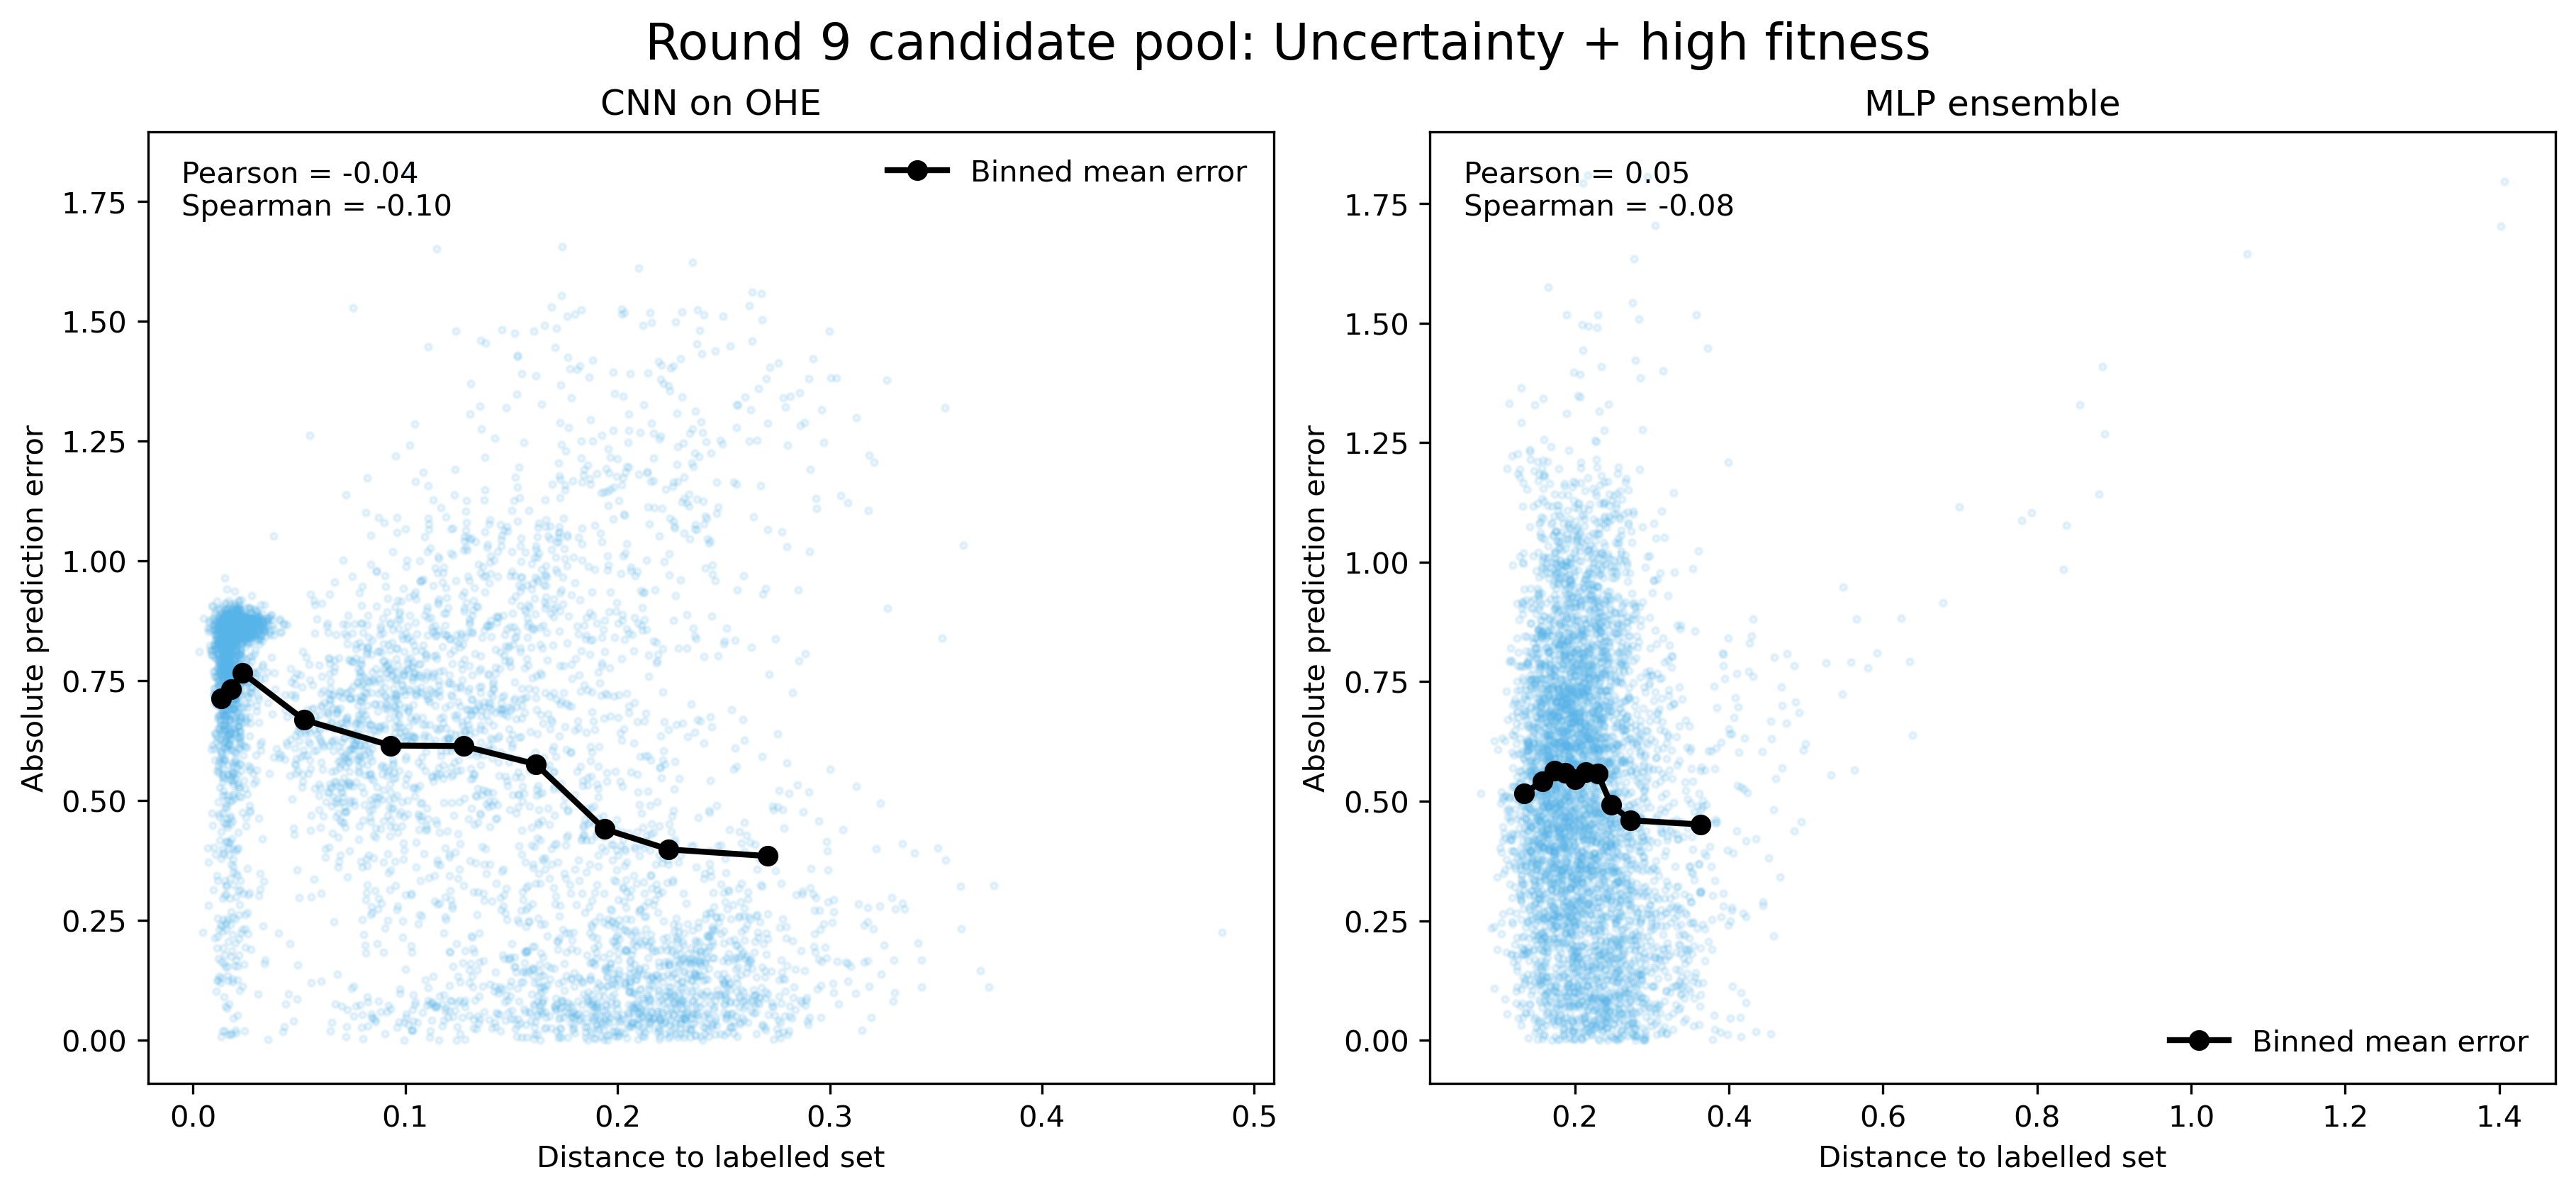 Round 9 candidate pool: Uncertainty + high fitness
CNN on OHE
Pearson = -0.04
Spearman = -0.10
Binned mean error
Absolute prediction error
1.75
1.50
1.25
1.00
0.75
0.50
0.25
0.00
0.0 0.1 0.2 0.3 0.4 0.5
Distance to labelled set
MLP ensemble
Pearson = 0.05
Spearman = -0.08
Absolute prediction error
1.75
1.50
1.25
1.00
0.75
0.50
0.25
0.00
Binned mean error
0.2 0.4 0.6 0.8 1.0 1.2 1.4
Distance to labelled set